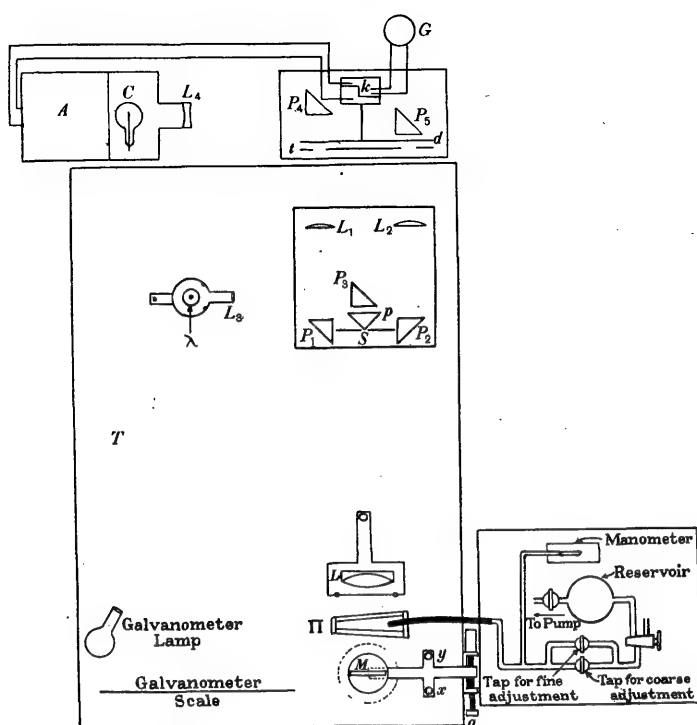 G
A
C
L4
P4
k
P5
t
d
L1
L2
P3
p
P1
S
P2
L3
λ
T
L
Manometer
Reservoir
To Pump
Π
Galvanometer
Lamp
M
y
x
Tap for fine
adjustment
Tap for coarse
adjustment
Galvanometer
Scale